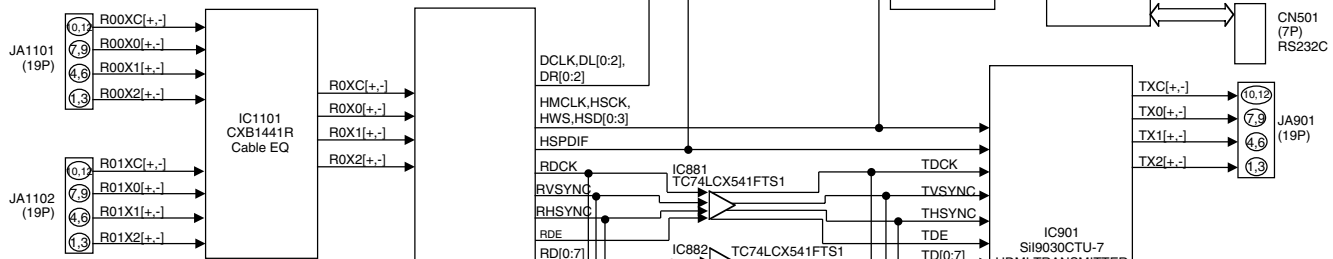 JA1101
(19P)
10,12
7,9
4,6
1,3
R00XC[+,-]
R00X0[+,-]
R00X1[+,-]
R00X2[+,-]
JA1102
(19P)
10,12
7,9
4,6
1,3
R01XC[+,-]
R01X0[+,-]
R01X1[+,-]
R01X2[+,-]
IC1101
CXB1441R
Cable EQ
R0XC[+,-]
R0X0[+,-]
R0X1[+,-]
R0X2[+,-]
DCLK,DL[0:2],
DR[0:2]
HMCLK,HSCK,
HWS,HSD[0:3]
HSPDIF
RDCK
RVSYNC
RHSYNC
RDE
RD[0:7]
IC881
TC74LCX541FTS1
IC882
TC74LCX541FTS1
TDCK
TVSYNC
THSYNC
TDE
TD[0:7]
IC901
SiI9030CTU-7
HDMI TRANSMITTER
TXC[+,-]
TX0[+,-]
TX1[+,-]
TX2[+,-]
10,12
7,9
4,6
1,3
JA901
(19P)
CN501
(7P)
RS232C